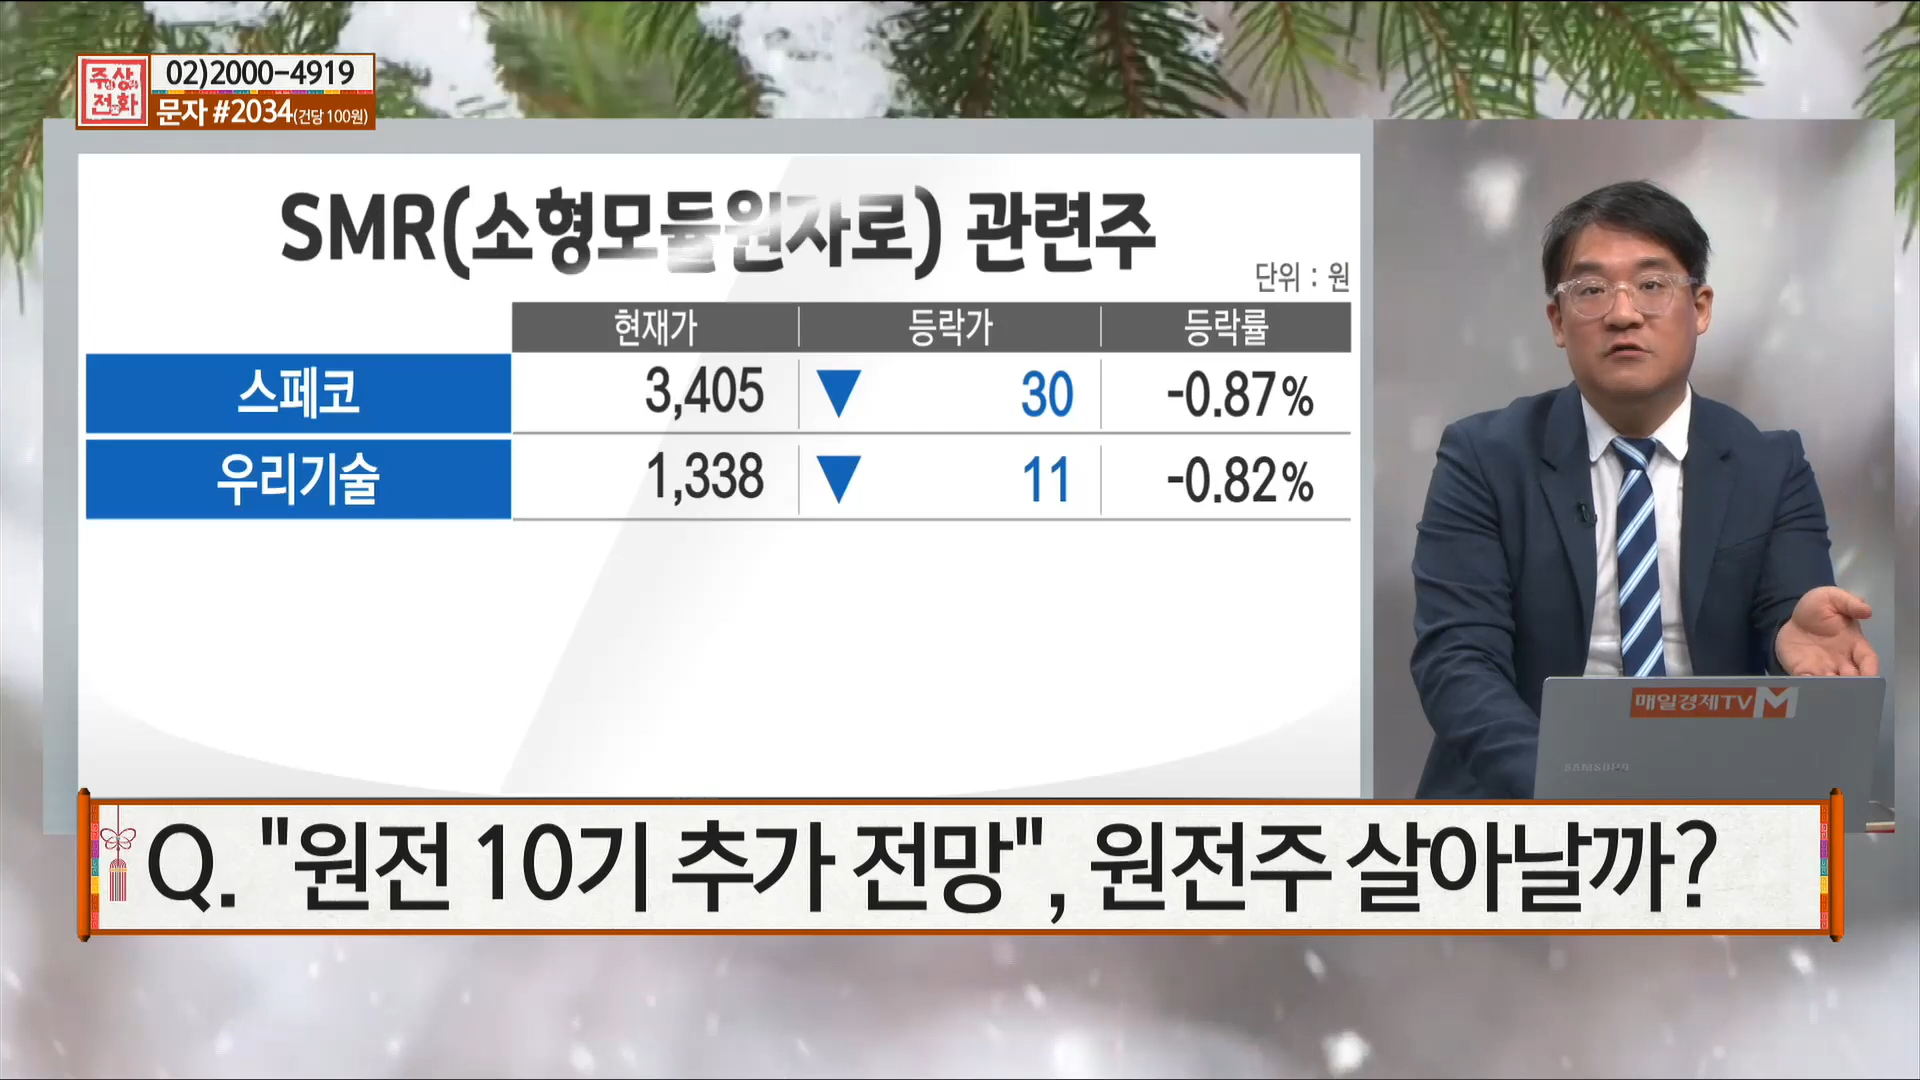 주상전화
02)2000-4919
문자 #2034(건당 100원)
SMR(소형모듈원자로) 관련주
단위 : 원
현재가 등락가 등락률
스페코 3,405 ▼ 30 -0.87%
우리기술 1,338 ▼ 11 -0.82%
매일경제TV M
SAMSUNG
Q. "원전 10기 추가 전망", 원전주 살아날까?